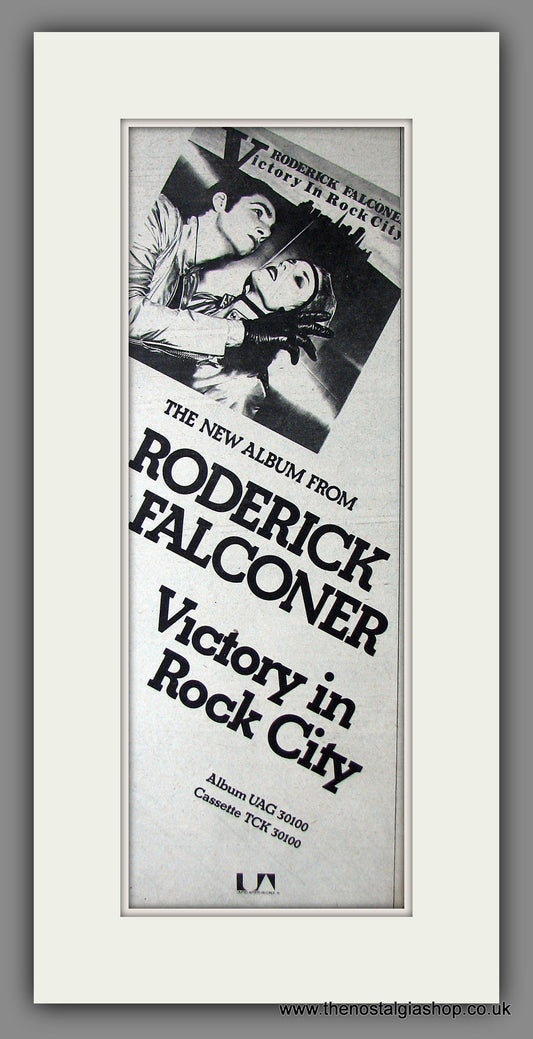 RODERICK FALCONE
Victory In Rock City
THE NEW ALBUM FROM
RODERICK
FALCONER
Victory in
Rock City
Album UAG 30100
Cassette TCK 30100
UA
www.thenostalgiashop.co.uk